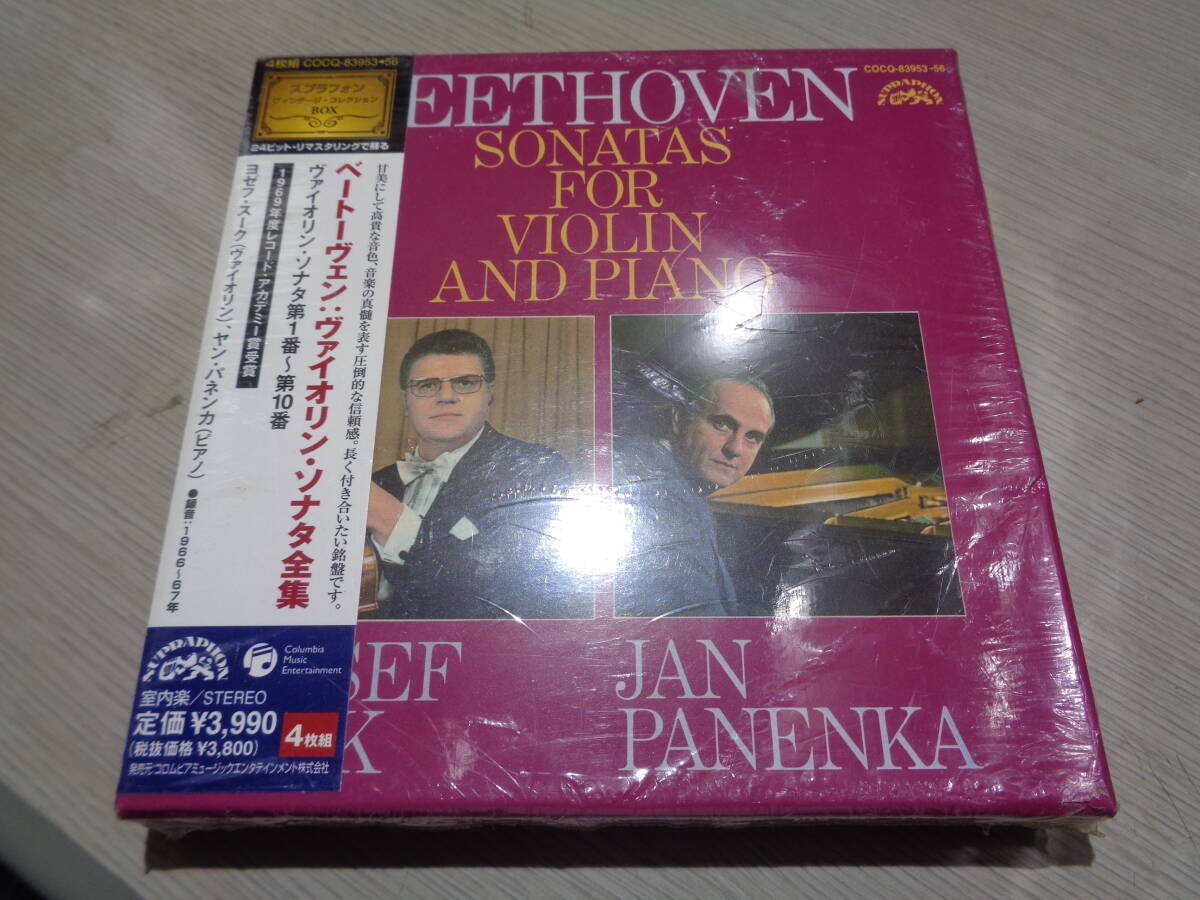 4枚組 COCQ-83953→56
スプラフォン
ヴィンテージ・コレクション
BOX
24ビット・リマスタリングで蘇る
甘美にして高貴な音色、音楽の真髄を表す圧倒的な信頼感。長く付き合いたい銘盤です。
ベートーヴェン:ヴァイオリン・ソナタ全集
ヴァイオリン・ソナタ第1番〜第10番
1969年度レコード・アカデミー賞受賞
ヨゼフ・スーク(ヴァイオリン)、ヤン・パネンカ(ピアノ)
●録音:1966〜67年
SUPRAPHON
Columbia
Music
Entertainment
室内楽/STEREO
定価¥3,990
(税抜価格¥3,800)
4枚組
発売元:コロムビアミュージックエンタテインメント株式会社
COCQ-83953-56
SUPRAPHON
EETHOVEN
SONATAS
FOR
VIOLIN
AND PIANO
SEF
K
JAN
PANENKA